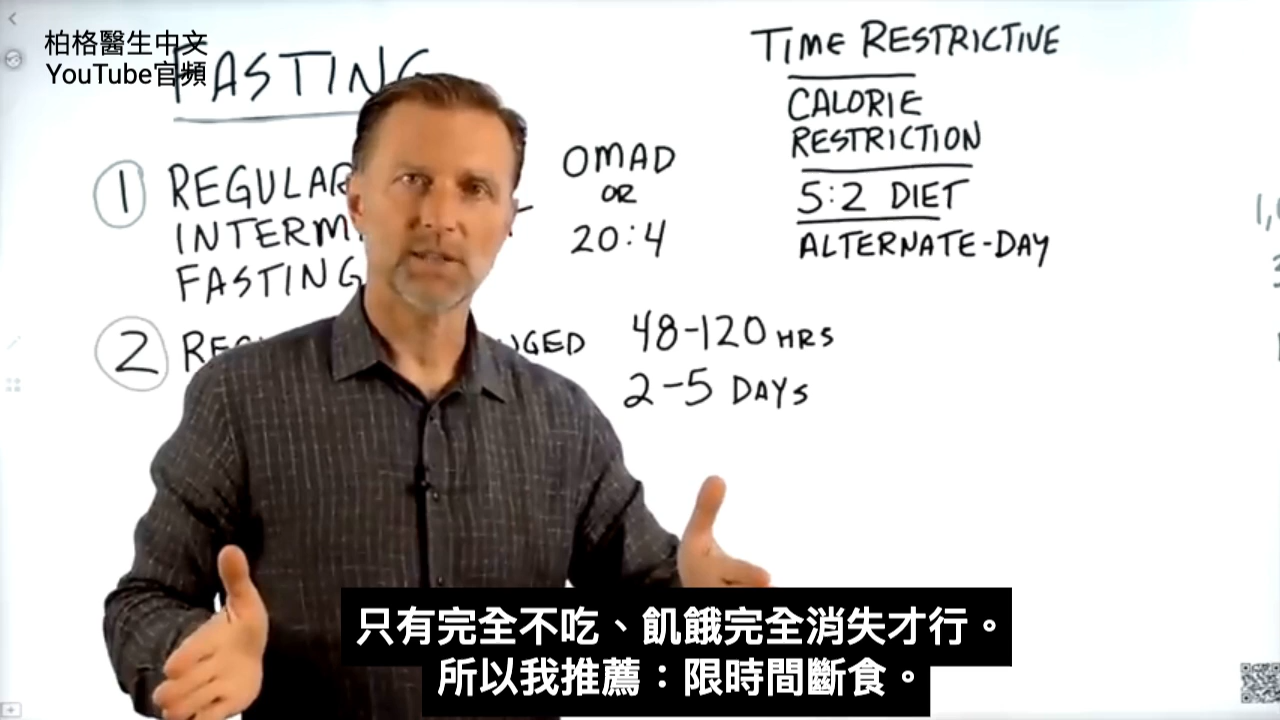 柏格醫生中文
YouTube官頻
FASTING
1 REGULAR
INTERM
FASTING
OMAD
OR
20:4
2
48-120 HRS
2-5 DAYS
TIME RESTRICTIVE
CALORIE
RESTRICTION
5:2 DIET
ALTERNATE-DAY
只有完全不吃、飢餓完全消失才行。
所以我推薦：限時間斷食。